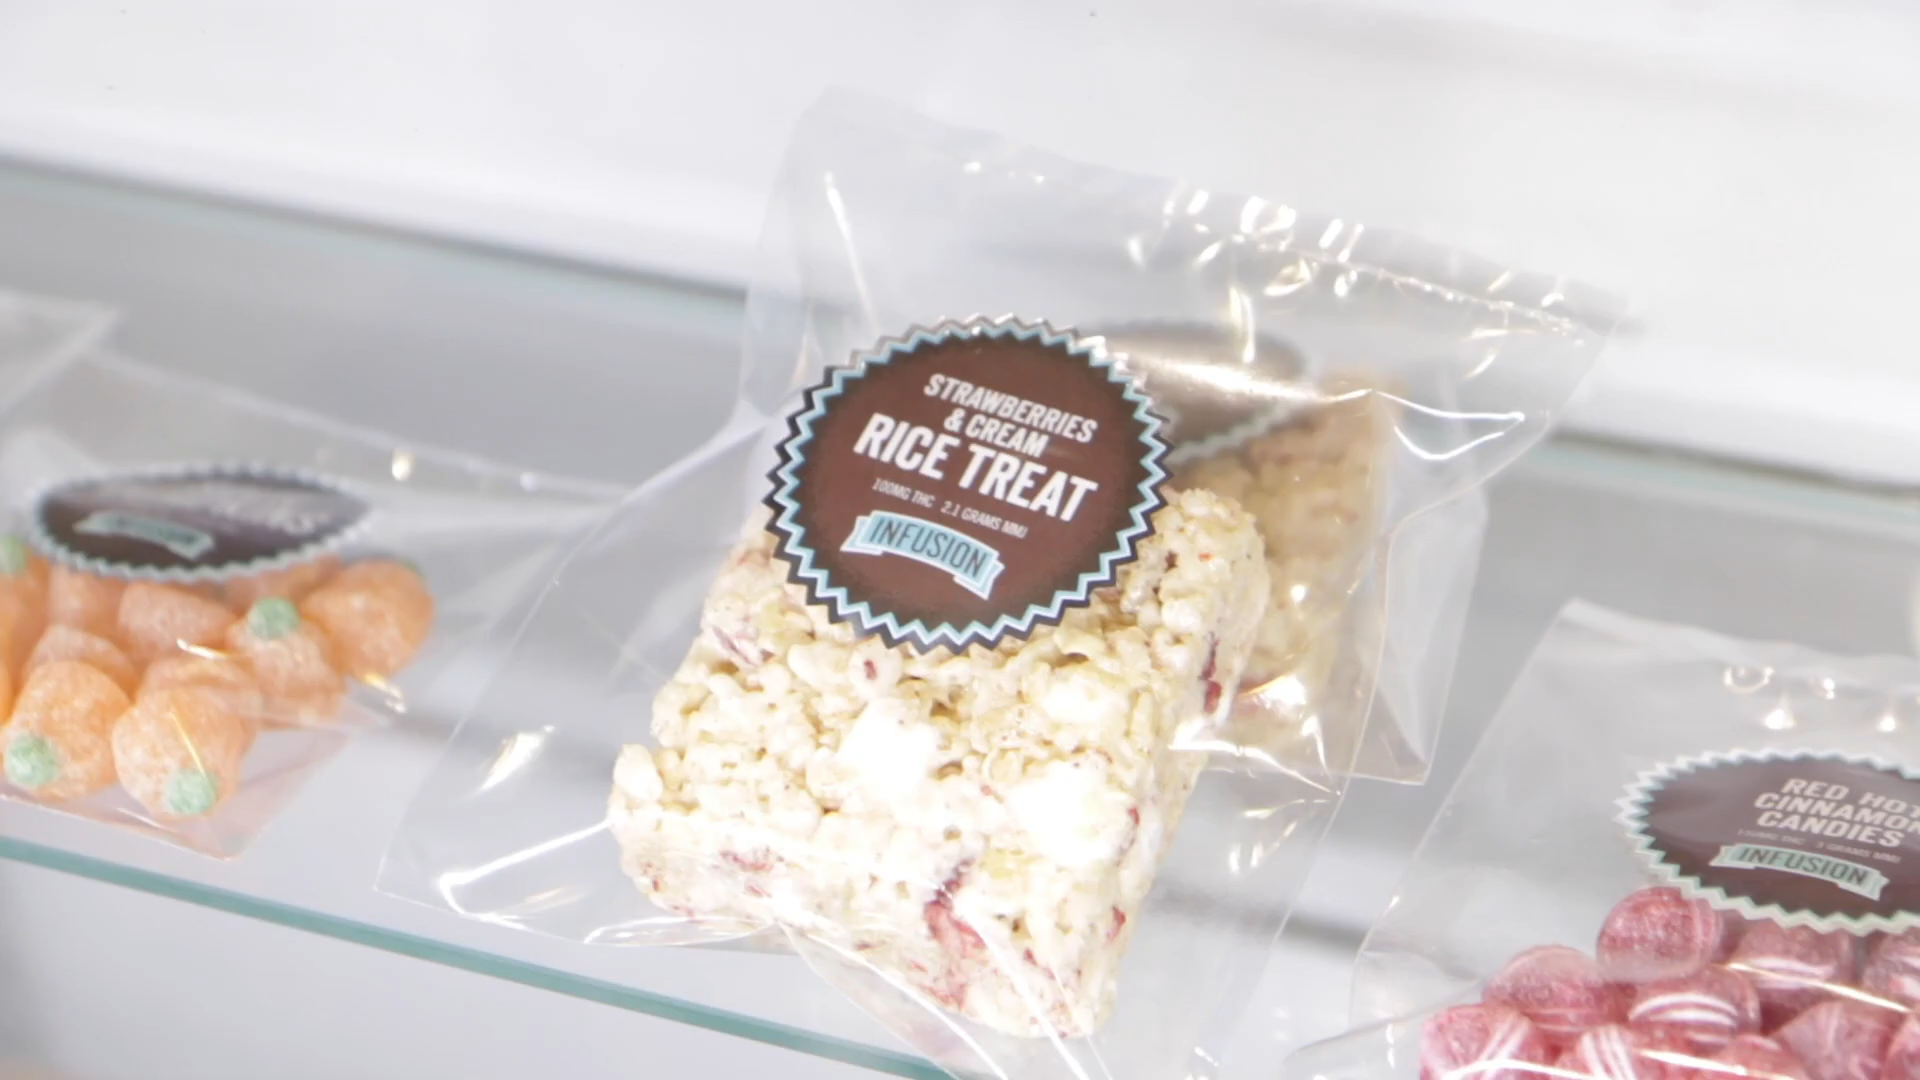 STRAWBERRIES
& CREAM
RICE TREAT
100MG THC 2.1 GRAMS MMJ
INFUSION
INFUSION
RED HOT
CINNAMON
CANDIES
INFUSION